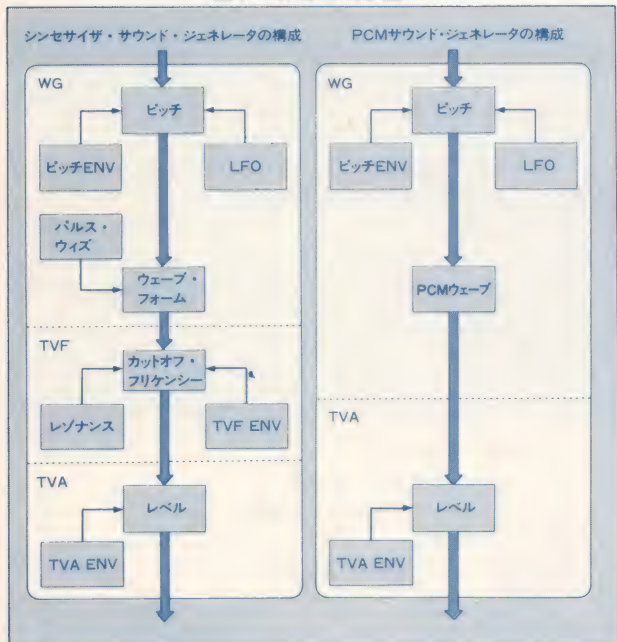 シンセサイザ・サウンド・ジェネレータの構成
WG
ピッチ
ピッチENV
LFO
パルス・
ウィズ
ウェーブ・
フォーム
TVF
カットオフ・
フリケンシー
レゾナンス
TVF ENV
TVA
レベル
TVA ENV
PCMサウンド・ジェネレータの構成
WG
ピッチ
ピッチENV
LFO
PCMウェーブ
TVA
レベル
TVA ENV